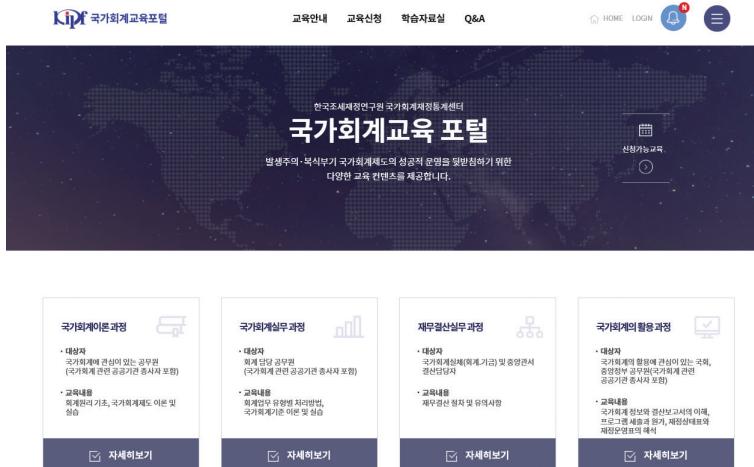 Kipf 국가회계교육포털
교육안내 교육신청 학습자료실 Q&A
HOME LOGIN N
한국조세재정연구원 국가회계재정통계센터
국가회계교육 포털
발생주의·복식부기 국가회계제도의 성공적 운영을 뒷받침하기 위한
다양한 교육 컨텐츠를 제공합니다.
신청가능교육
국가회계이론 과정
· 대상자
국가회계에 관심이 있는 공무원
(국가회계 관련 공공기관 종사자 포함)
· 교육내용
회계원리 기초, 국가회계제도 이론 및
실습
자세히보기
국가회계실무 과정
· 대상자
회계 담당 공무원
(국가회계 관련 공공기관 종사자 포함)
· 교육내용
회계업무 유형별 처리방법,
국가회계기준 이론 및 실습
자세히보기
재무결산실무 과정
· 대상자
국가회계실체(회계.기금) 및 중앙관서
결산담당자
· 교육내용
재무결산 절차 및 유의사항
자세히보기
국가회계의 활용 과정
· 대상자
국가회계의 활용에 관심이 있는 국회,
중앙정부 공무원(국가회계 관련
공공기관 종사자 포함)
· 교육내용
국가회계 정보와 결산보고서의 이해,
프로그램 세출과 원가, 재정상태표와
재정운영표의 해석
자세히보기